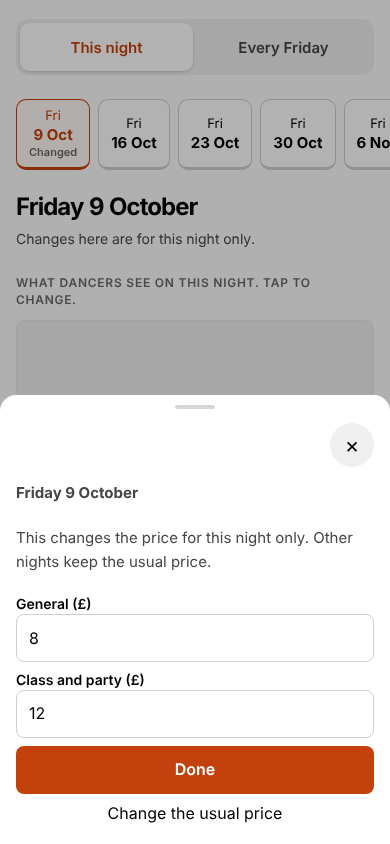 This night
Every Friday
Fri
9 Oct
Changed
Fri
16 Oct
Fri
23 Oct
Fri
30 Oct
Fri
6 No
Friday 9 October
Changes here are for this night only.
WHAT DANCERS SEE ON THIS NIGHT. TAP TO
CHANGE.
×
Friday 9 October
This changes the price for this night only. Other
nights keep the usual price.
General (£)
8
Class and party (£)
12
Done
Change the usual price